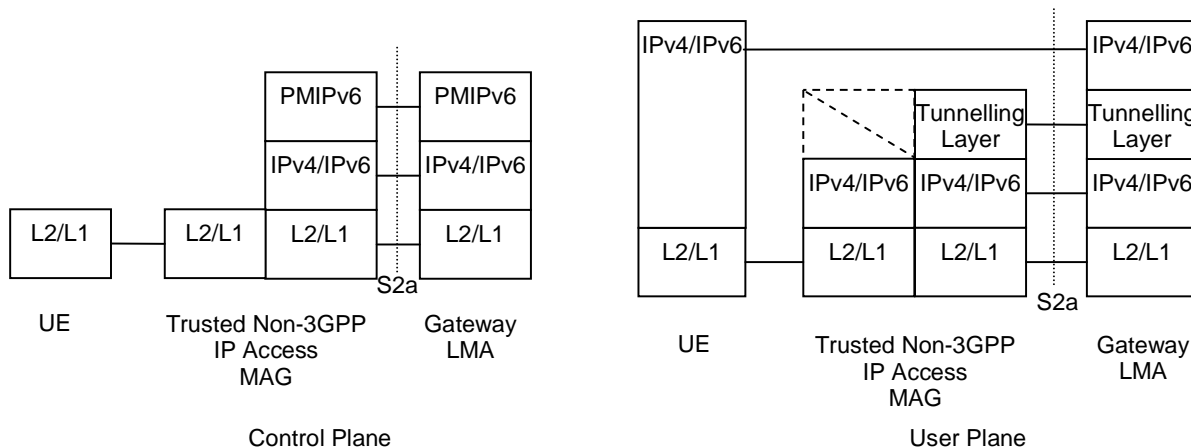 PMIPv6
PMIPv6
IPv4/IPv6
IPv4/IPv6
L2/L1
L2/L1
L2/L1
L2/L1
S2a
UE
Trusted Non-3GPP
IP Access
MAG
Gateway
LMA
Control Plane
IPv4/IPv6
IPv4/IPv6
Tunnelling
Layer
Tunnelling
Layer
IPv4/IPv6
IPv4/IPv6
IPv4/IPv6
L2/L1
L2/L1
L2/L1
L2/L1
S2a
UE
Trusted Non-3GPP
IP Access
MAG
Gateway
LMA
User Plane